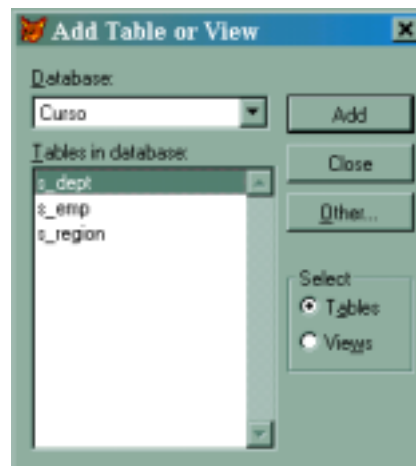 Add Table or View
Database:
Curso
Add
Tables in database:
Close
s_dept
s_emp
Other...
s_region
Select
Tables
Views